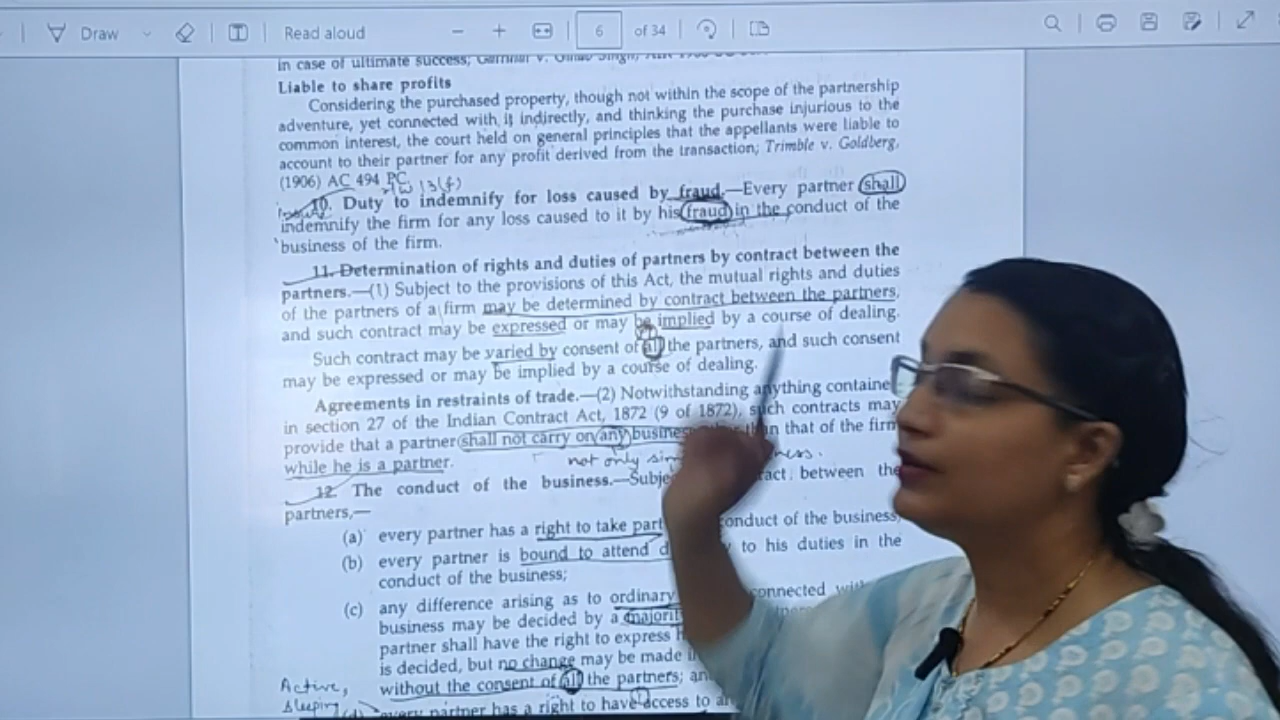 Draw
Read aloud
6
of 34
in case of ultimate success;
Liable to share profits
Considering the purchased property, though not within the scope of the partnership
adventure, yet connected with it indirectly, and thinking the purchase injurious to the
common interest, the court held on general principles that the appellants were liable to
account to their partner for any profit derived from the transaction; Trimble v. Goldberg,
(1906) AC 494 PC.
13(f)
10. Duty to indemnify for loss caused by fraud.—Every partner shall
indemnify the firm for any loss caused to it by his fraud in the conduct of the
business of the firm.
11. Determination of rights and duties of partners by contract between the
partners.—(1) Subject to the provisions of this Act, the mutual rights and duties
of the partners of a firm may be determined by contract between the partners,
and such contract may be expressed or may be implied by a course of dealing.
Such contract may be varied by consent of all the partners, and such consent
may be expressed or may be implied by a course of dealing.
Agreements in restraints of trade.—(2) Notwithstanding anything containe
in section 27 of the Indian Contract Act, 1872 (9 of 1872), such contracts may
provide that a partner shall not carry on any business than that of the firm
while he is a partner.
not only
12. The conduct of the business.—Subje between the
partners,—
(a) every partner has a right to take part conduct of the business;
(b) every partner is bound to attend to his duties in the
conduct of the business;
(c) any difference arising as to ordinary connected
business may be decided by a majorit
partner shall have the right to express
is decided, but no change may be made
without the consent of all the partners;
Active,
sleeping
every partner has a right to have access to